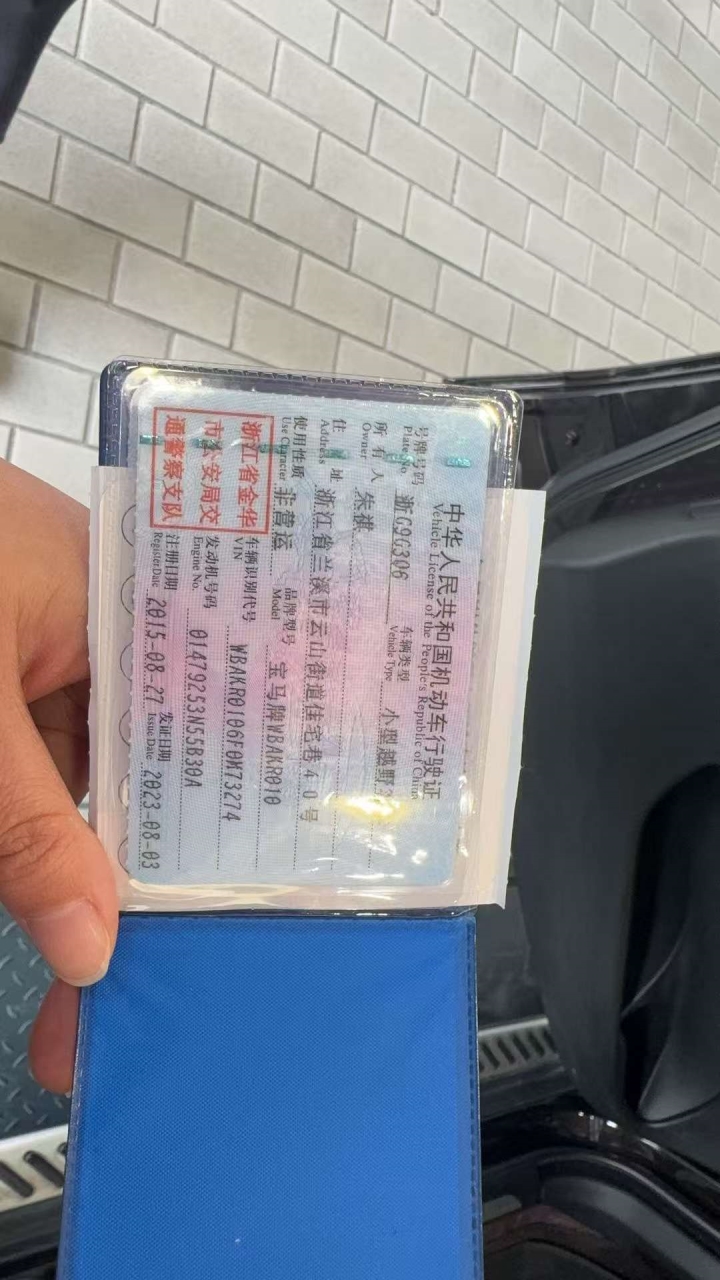 中华人民共和国机动车行驶证
Vehicle License of the People's Republic of China
号牌号码 浙G9G306 车辆类型 小型越野
Plate No. Vehicle Type
所有人 朱祺
Owner
住址 浙江省兰溪市云山街道住宅巷40号
Address
使用性质 非营运 品牌型号 宝马牌WBAKR010
Use Character Model
浙江省金华
市公安局交
通警察支队
车辆识别代号 WBAKR0106F0M73274
VIN
发动机号码 01479253N55B30A
Engine No.
注册日期 2015-08-27 发证日期 2023-08-03
Register Date Issue Date